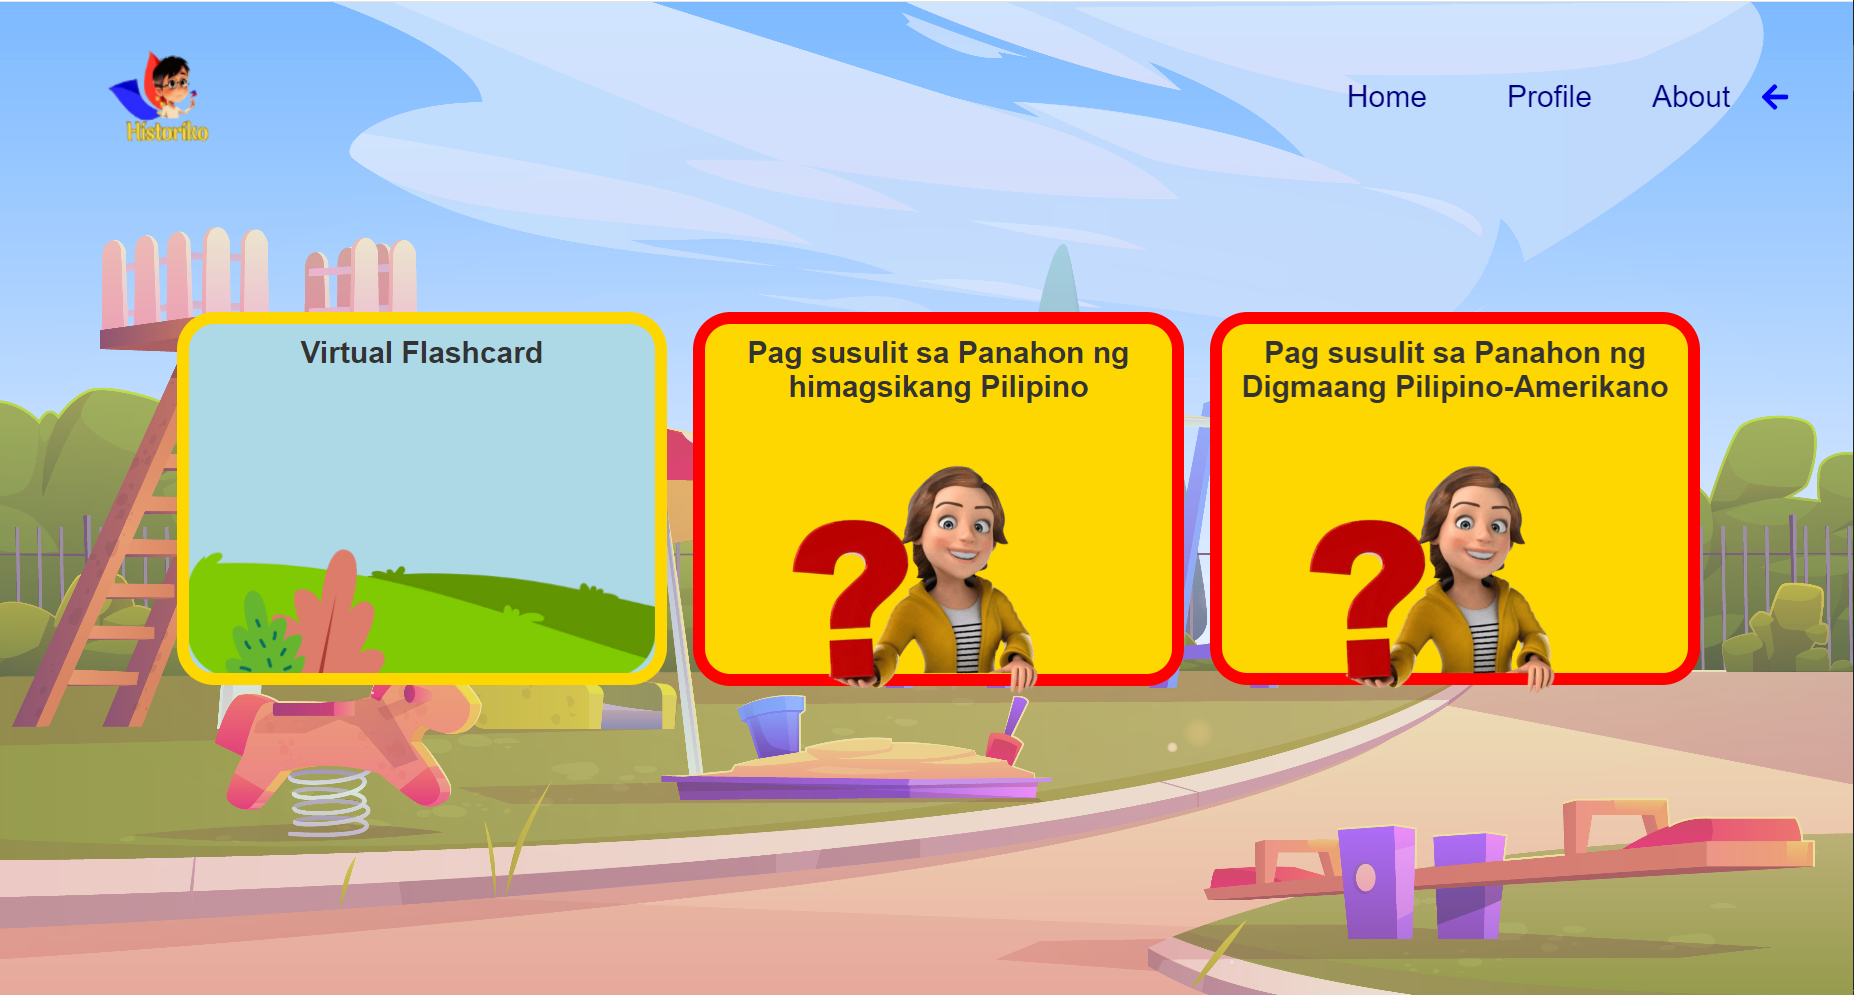 Historiko
Home Profile About
Virtual Flashcard
Pag susulit sa Panahon ng
himagsikang Pilipino
Pag susulit sa Panahon ng
Digmaang Pilipino-Amerikano